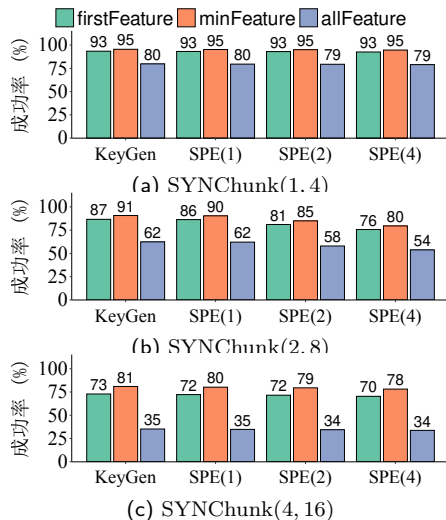 firstFeature minFeature allFeature
成功率 (%)
100
75
50
25
0
93 95 80 93 95 80 93 95 79 93 95 79
KeyGen SPE(1) SPE(2) SPE(4)
(a) SYNChunk(1, 4)
成功率 (%)
100
75
50
25
0
87 91 62 86 90 62 81 85 58 76 80 54
KeyGen SPE(1) SPE(2) SPE(4)
(b) SYNChunk(2, 8)
成功率 (%)
100
75
50
25
0
73 81 35 72 80 35 72 79 34 70 78 34
KeyGen SPE(1) SPE(2) SPE(4)
(c) SYNChunk(4, 16)